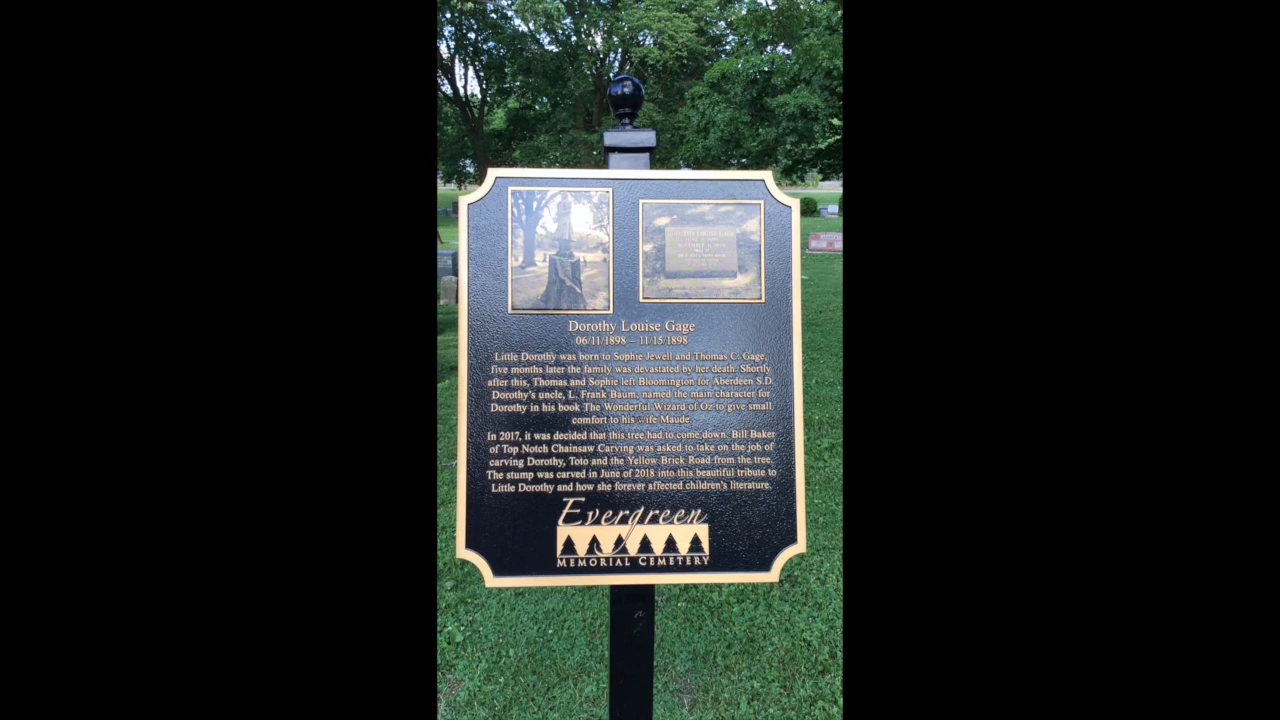 DOROTHY LOUISE GAGE
Dorothy Louise Gage
06/11/1898 – 11/15/1898
Little Dorothy was born to Sophie Jewell and Thomas C. Gage,
five months later the family was devastated by her death. Shortly
after this, Thomas and Sophie left Bloomington for Aberdeen S.D.
Dorothy's uncle, L. Frank Baum, named the main character for
Dorothy in his book The Wonderful Wizard of Oz to give small
comfort to his wife Maude.
In 2017, it was decided that this tree had to come down. Bill Baker
of Top Notch Chainsaw Carving was asked to take on the job of
carving Dorothy, Toto and the Yellow Brick Road from the tree.
The stump was carved in June of 2018 into this beautiful tribute to
Little Dorothy and how she forever affected children's literature.
Evergreen
MEMORIAL CEMETERY